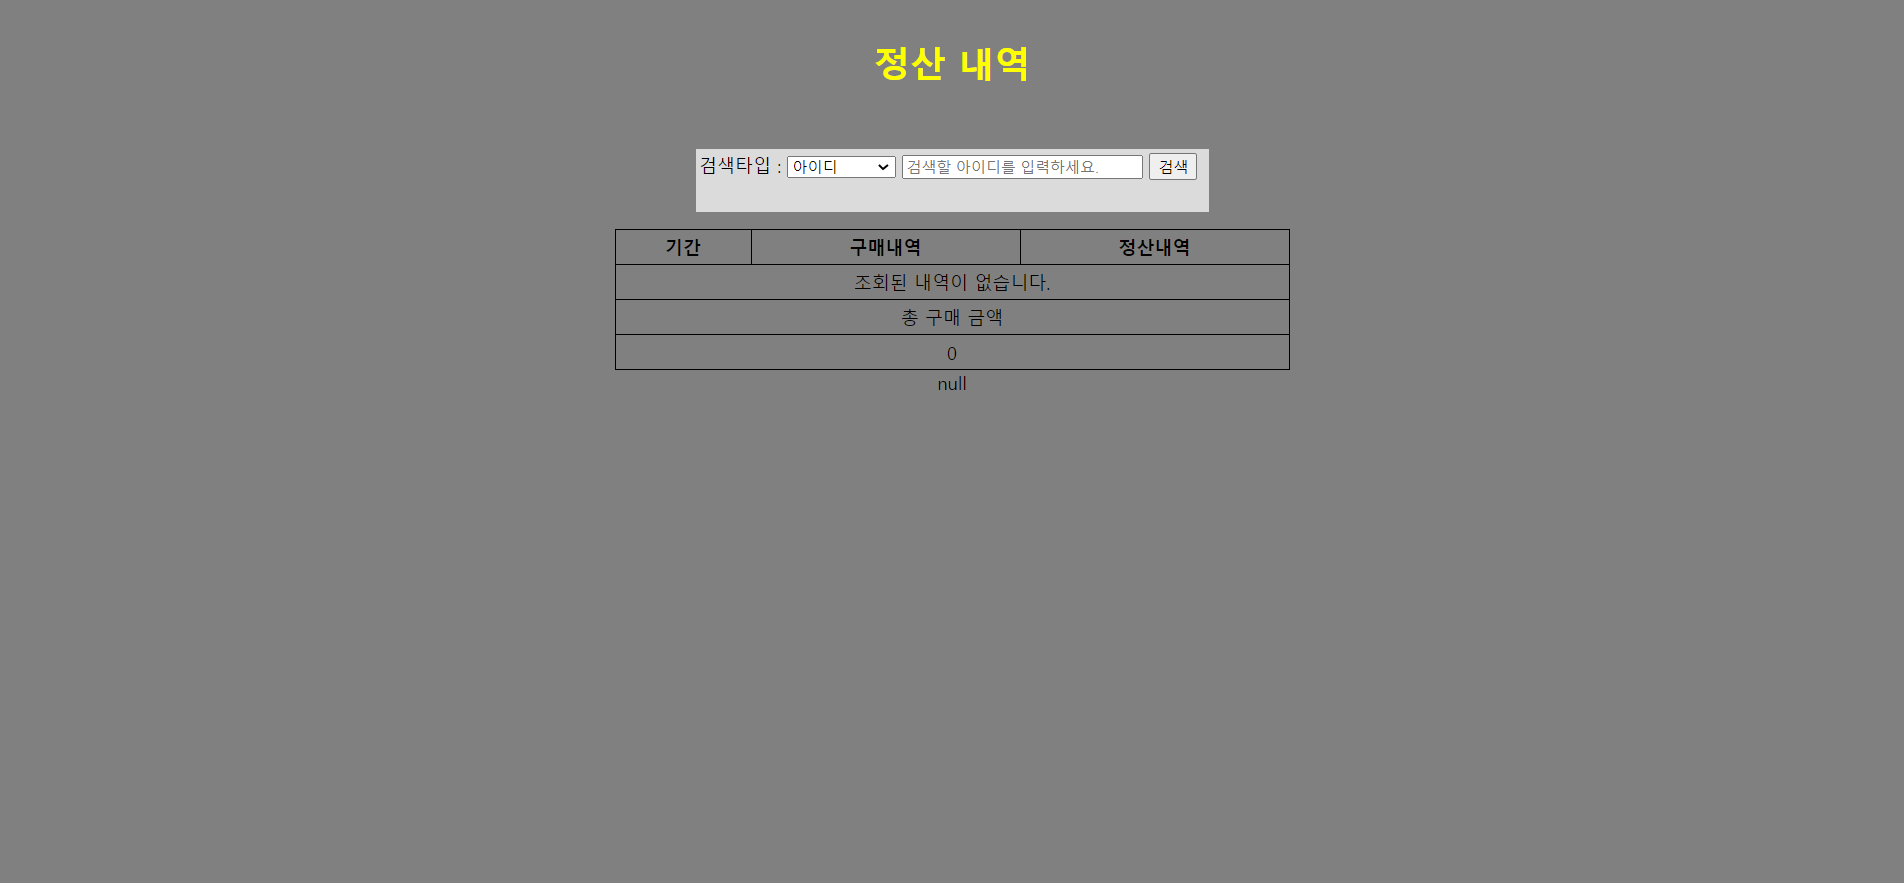 정산 내역
검색타입 : 아이디 검색할 아이디를 입력하세요. 검색
기간 구매내역 정산내역
조회된 내역이 없습니다.
총 구매 금액
0
null